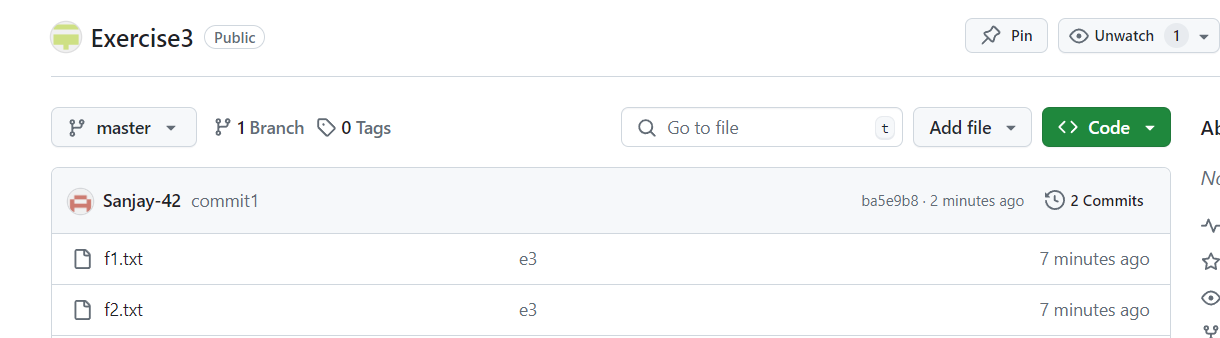 Exercise3 Public Pin Unwatch 1
master 1 Branch 0 Tags Go to file t Add file Code
Sanjay-42 commit1 ba5e9b8 · 2 minutes ago 2 Commits
f1.txt e3 7 minutes ago
f2.txt e3 7 minutes ago